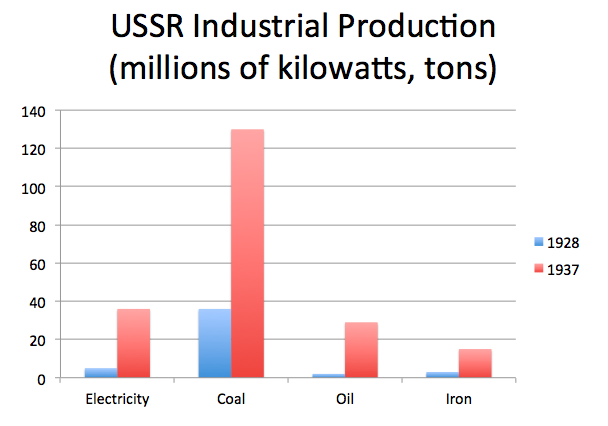 USSR Industrial Production
(millions of kilowatts, tons)
140
120
100
80
60
40
20
0
Electricity
Coal
Oil
Iron
1928
1937